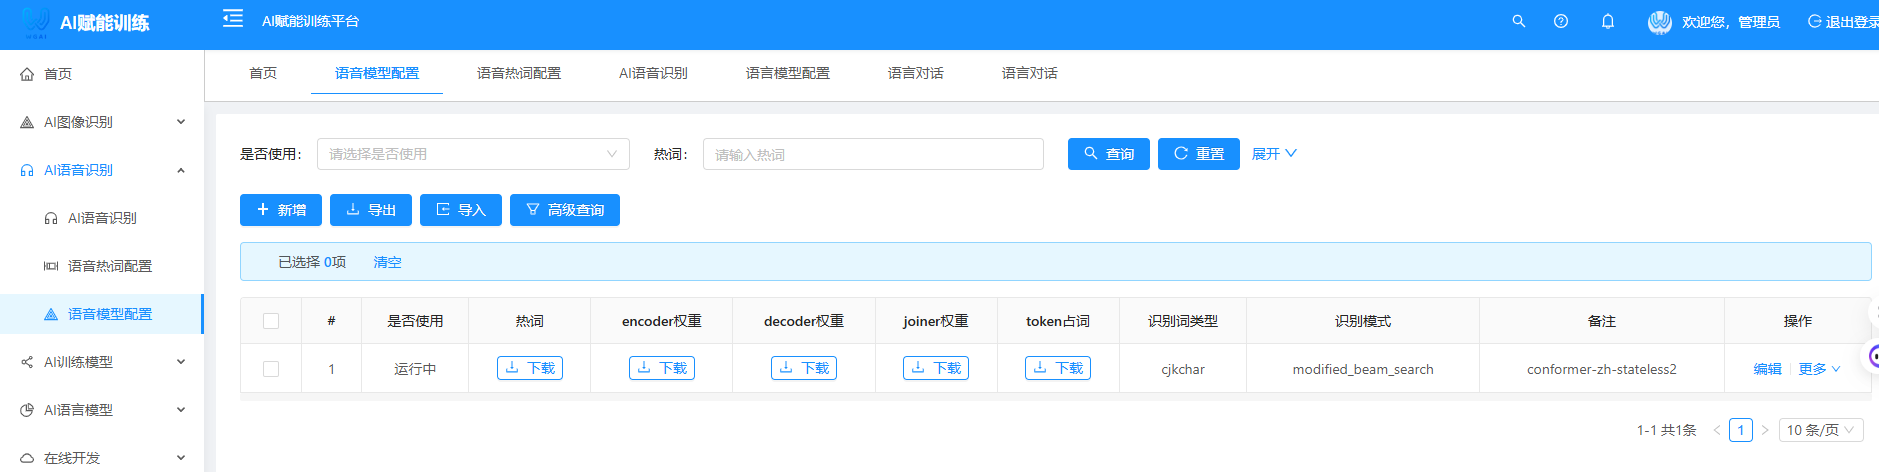 AI赋能训练
AI赋能训练平台
欢迎您，管理员
退出登录
首页
AI图像识别
AI语音识别
AI语音识别
语音热词配置
语音模型配置
AI训练模型
AI语言模型
在线开发
首页 语音模型配置 语音热词配置 AI语音识别 语言模型配置 语言对话 语言对话
是否使用： 请选择是否使用 热词： 请输入热词 查询 重置 展开
新增 导出 导入 高级查询
已选择 0项 清空
# 是否使用 热词 encoder权重 decoder权重 joiner权重 token占词 识别词类型 识别模式 备注 操作
1 运行中 下载 下载 下载 下载 下载 cjkchar modified_beam_search conformer-zh-stateless2 编辑 更多
1-1 共1条 1 10 条/页